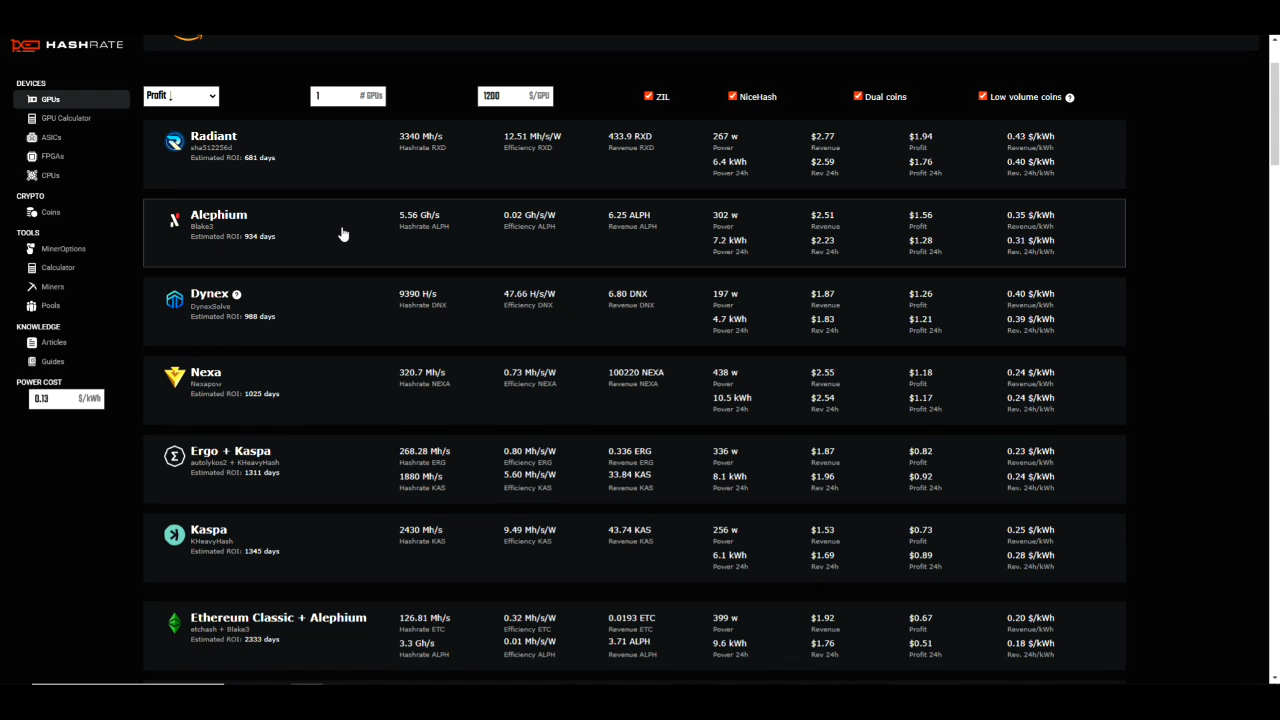 HASHRATE
DEVICES
GPUs
GPU Calculator
ASICs
FPGAs
CPUs
CRYPTO
Coins
TOOLS
MinerOptions
Calculator
Miners
Pools
KNOWLEDGE
Articles
Guides
POWER COST
0.13 $/kWh
Profit ↓ 1 # GPUs 1200 $/GPU ZIL NiceHash Dual coins Low volume coins ?
Radiant 3340 Mh/s 12.51 Mh/s/W 433.9 RXD 267 w $2.77 $1.94 0.43 $/kWh
sha512256d Hashrate RXD Efficiency RXD Revenue RXD Power Revenue Profit Revenue/kWh
Estimated ROI: 681 days 6.4 kWh $2.59 $1.76 0.40 $/kWh
Power 24h Rev 24h Profit 24h Rev. 24h/kWh
Alephium 5.56 Gh/s 0.02 Gh/s/W 6.25 ALPH 302 w $2.51 $1.56 0.35 $/kWh
Blake3 Hashrate ALPH Efficiency ALPH Revenue ALPH Power Revenue Profit Revenue/kWh
Estimated ROI: 934 days 7.2 kWh $2.23 $1.28 0.31 $/kWh
Power 24h Rev 24h Profit 24h Rev. 24h/kWh
Dynex ? 9390 H/s 47.66 H/s/W 6.80 DNX 197 w $1.87 $1.26 0.40 $/kWh
DynexSolve Hashrate DNX Efficiency DNX Revenue DNX Power Revenue Profit Revenue/kWh
Estimated ROI: 988 days 4.7 kWh $1.83 $1.21 0.39 $/kWh
Power 24h Rev 24h Profit 24h Rev. 24h/kWh
Nexa 320.7 Mh/s 0.73 Mh/s/W 100220 NEXA 438 w $2.55 $1.18 0.24 $/kWh
Nexapow Hashrate NEXA Efficiency NEXA Revenue NEXA Power Revenue Profit Revenue/kWh
Estimated ROI: 1025 days 10.5 kWh $2.54 $1.17 0.24 $/kWh
Power 24h Rev 24h Profit 24h Rev. 24h/kWh
Ergo + Kaspa 268.28 Mh/s 0.80 Mh/s/W 0.336 ERG 336 w $1.87 $0.82 0.23 $/kWh
autolykos2 + KHeavyHash Hashrate ERG Efficiency ERG Revenue ERG Power Revenue Profit Revenue/kWh
Estimated ROI: 1311 days 1880 Mh/s 5.60 Mh/s/W 33.84 KAS 8.1 kWh $1.96 $0.92 0.24 $/kWh
Hashrate KAS Efficiency KAS Revenue KAS Power 24h Rev 24h Profit 24h Rev. 24h/kWh
Kaspa 2430 Mh/s 9.49 Mh/s/W 43.74 KAS 256 w $1.53 $0.73 0.25 $/kWh
KHeavyHash Hashrate KAS Efficiency KAS Revenue KAS Power Revenue Profit Revenue/kWh
Estimated ROI: 1345 days 6.1 kWh $1.69 $0.89 0.28 $/kWh
Power 24h Rev 24h Profit 24h Rev. 24h/kWh
Ethereum Classic + Alephium 126.81 Mh/s 0.32 Mh/s/W 0.0193 ETC 399 w $1.92 $0.67 0.20 $/kWh
etchash + Blake3 Hashrate ETC Efficiency ETC Revenue ETC Power Revenue Profit Revenue/kWh
Estimated ROI: 2333 days 3.3 Gh/s 0.01 Mh/s/W 3.71 ALPH 9.6 kWh $1.76 $0.51 0.18 $/kWh
Hashrate ALPH Efficiency ALPH Revenue ALPH Power 24h Rev 24h Profit 24h Rev. 24h/kWh